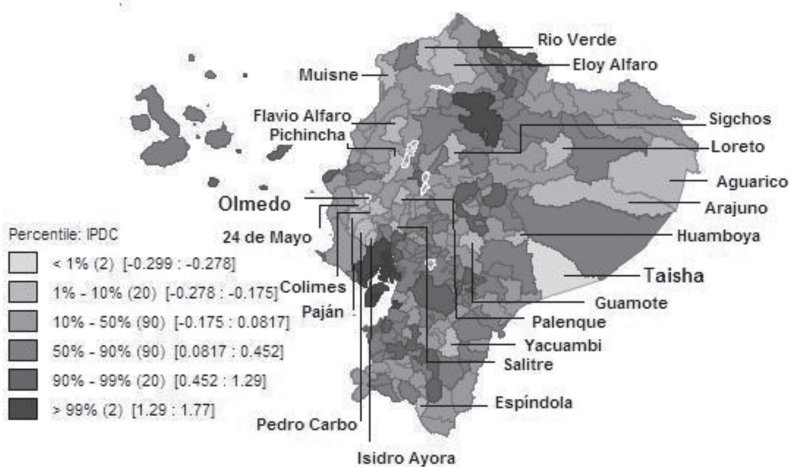 Rio Verde
Eloy Alfaro
Muisne
Flavio Alfaro
Pichincha
Sigchos
Loreto
Aguarico
Arajuno
Olmedo
24 de Mayo
Huamboya
Taisha
Colimes
Paján
Guamote
Palenque
Yacuambi
Salitre
Espíndola
Pedro Carbo
Isidro Ayora
Percentile: IPDC
< 1% (2) [-0.299 : -0.278]
1% - 10% (20) [-0.278 : -0.175]
10% - 50% (90) [-0.175 : 0.0817]
50% - 90% (90) [0.0817 : 0.452]
90% - 99% (20) [0.452 : 1.29]
> 99% (2) [1.29 : 1.77]